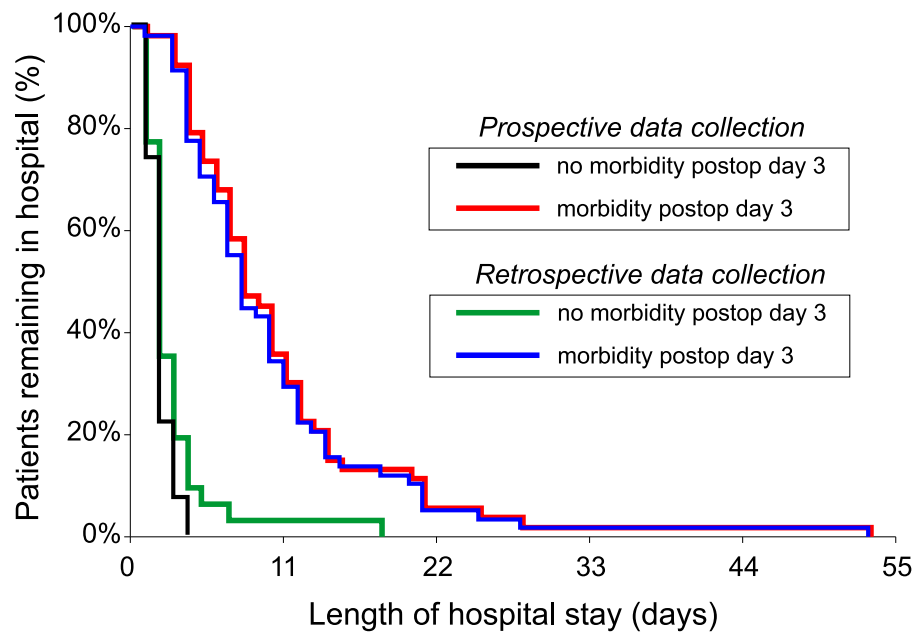 100%
80%
60%
40%
20%
0%
Patients remaining in hospital (%)
Prospective data collection
no morbidity postop day 3
morbidity postop day 3
Retrospective data collection
no morbidity postop day 3
morbidity postop day 3
0 11 22 33 44 55
Length of hospital stay (days)